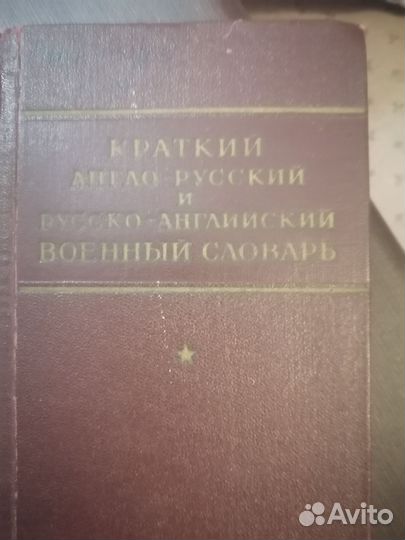 КРАТКИЙ
АНГЛО-РУССКИЙ
И
РУССКО-АНГЛИЙСКИЙ
ВОЕННЫЙ СЛОВАРЬ
Avito